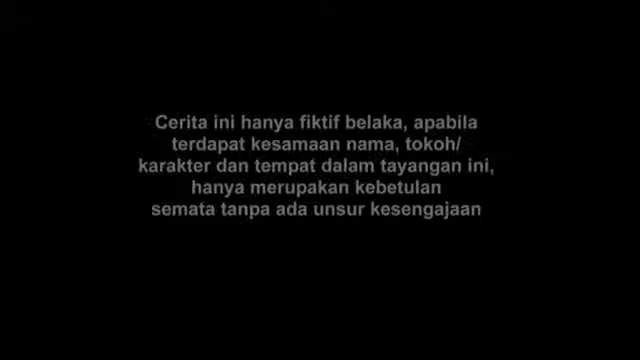 Cerita ini hanya fiktif belaka, apabila
terdapat kesamaan nama, tokoh/
karakter dan tempat dalam tayangan ini,
hanya merupakan kebetulan
semata tanpa ada unsur kesengajaan